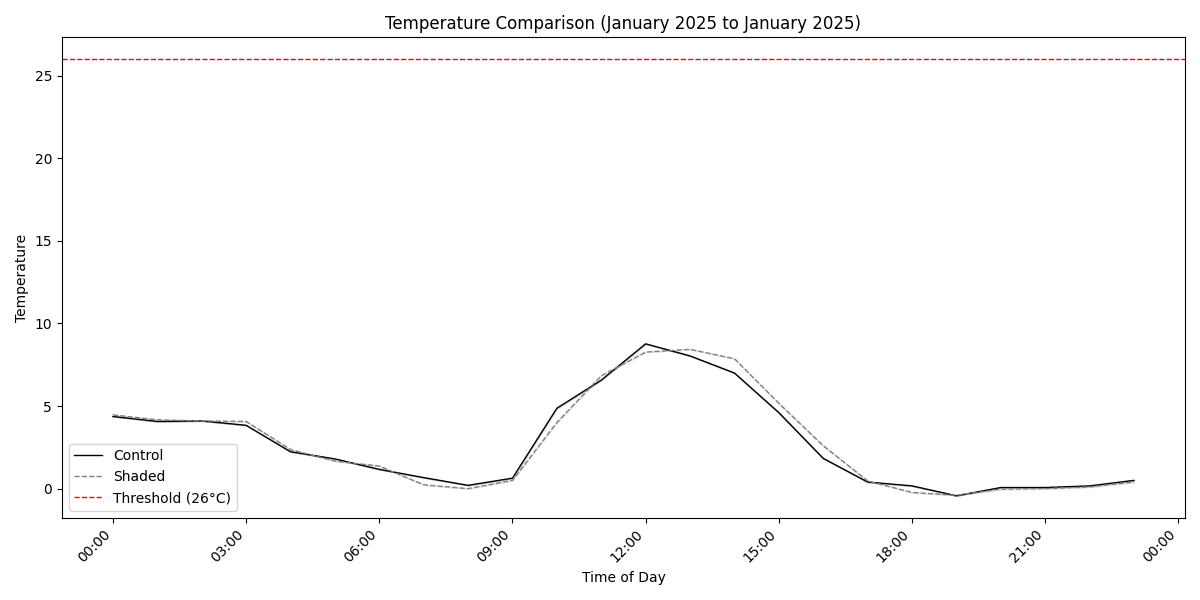 Temperature Comparison (January 2025 to January 2025)
Temperature
25
20
15
10
5
0
Control
Shaded
Threshold (26°C)
00:00
03:00
06:00
09:00
12:00
15:00
18:00
21:00
00:00
Time of Day